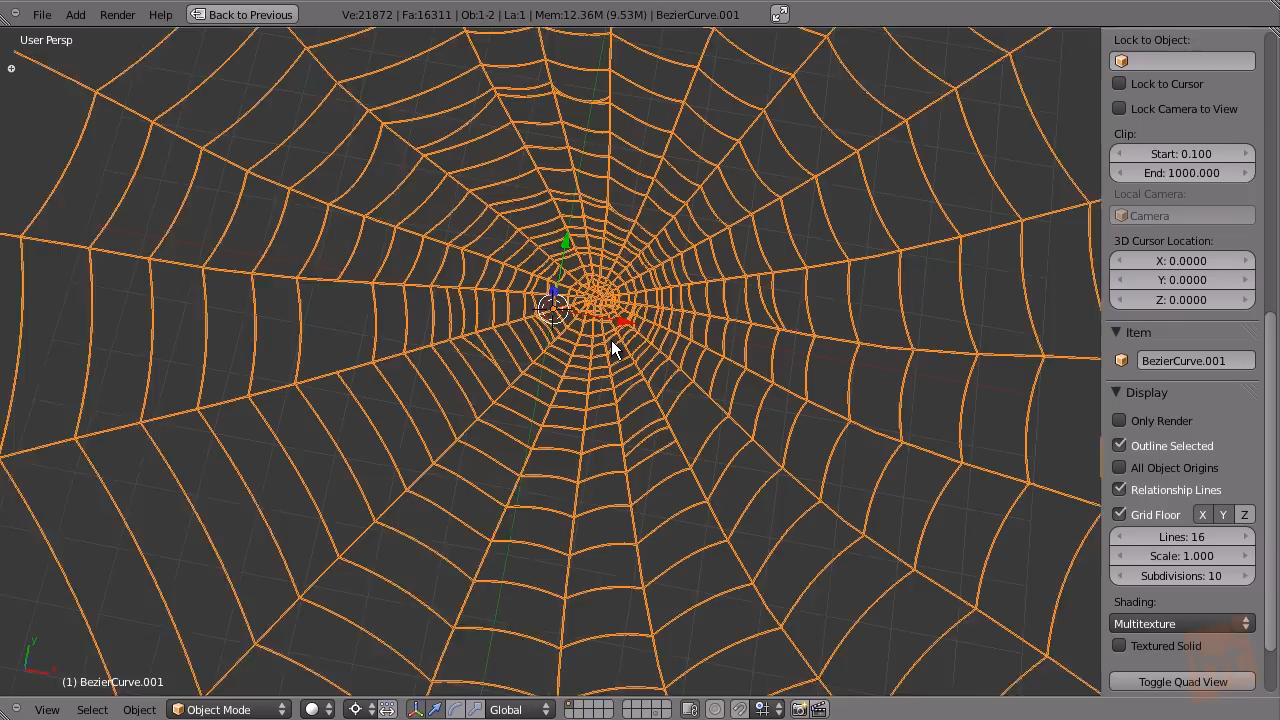 File Add Render Help Back to Previous Ve:21872 | Fa:16311 | Ob:1-2 | La:1 | Mem:12.36M (9.53M) | BezierCurve.001
User Persp
Lock to Object:
Lock to Cursor
Lock Camera to View
Clip:
Start: 0.100
End: 1000.000
Local Camera:
Camera
3D Cursor Location:
X: 0.0000
Y: 0.0000
Z: 0.0000
Item
BezierCurve.001
Display
Only Render
Outline Selected
All Object Origins
Relationship Lines
Grid Floor X Y Z
Lines: 16
Scale: 1.000
Subdivisions: 10
Shading:
Multitexture
Textured Solid
Toggle Quad View
y
x
(1) BezierCurve.001
View Select Object Object Mode Global